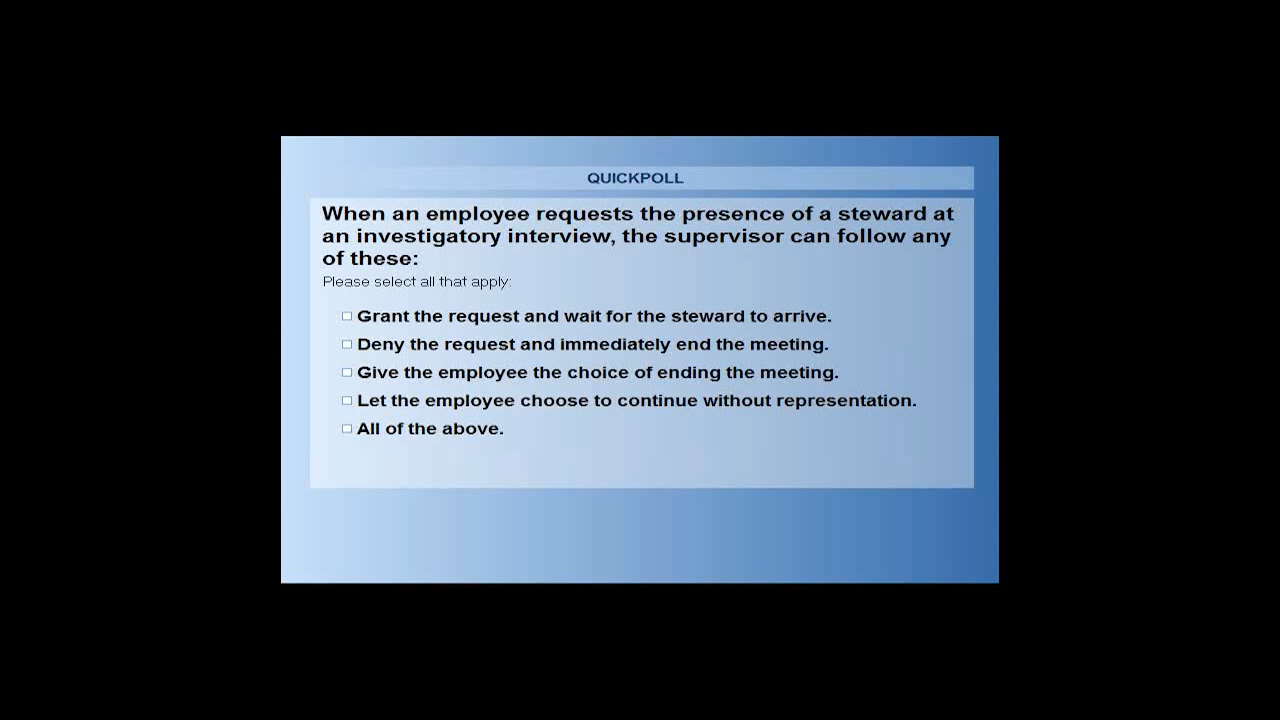 QUICKPOLL
When an employee requests the presence of a steward at
an investigatory interview, the supervisor can follow any
of these:
Please select all that apply:
Grant the request and wait for the steward to arrive.
Deny the request and immediately end the meeting.
Give the employee the choice of ending the meeting.
Let the employee choose to continue without representation.
All of the above.